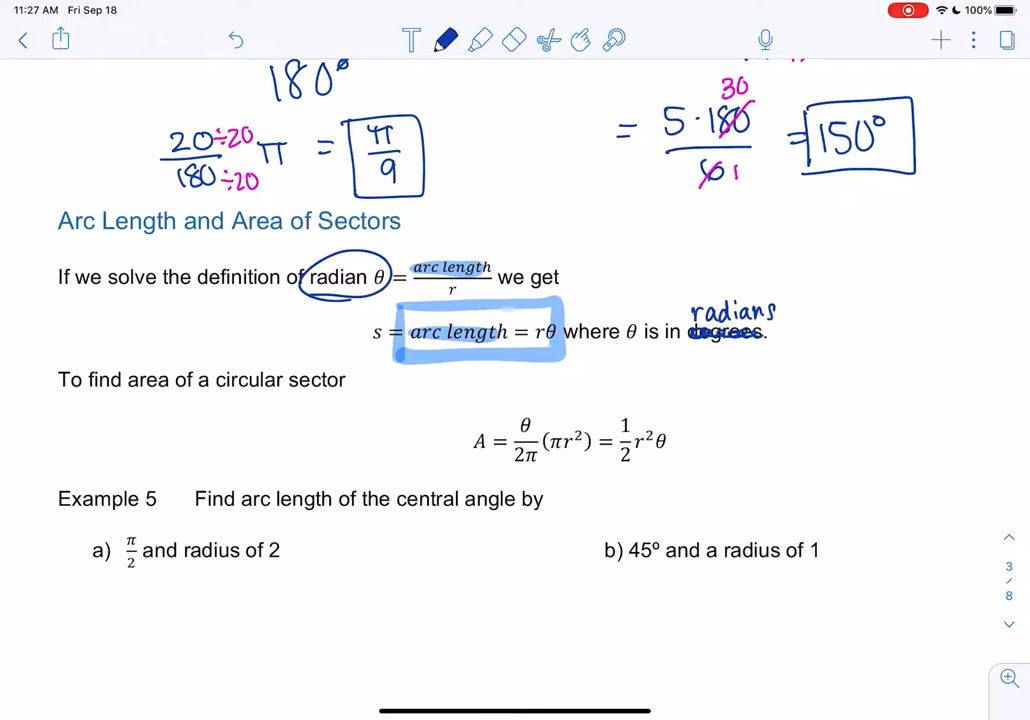 11:27 AM Fri Sep 18
100%
180°
20 ÷20 / 180 ÷20 π = π/9
30
= 5·180 / 6 1 = 150°
Arc Length and Area of Sectors
If we solve the definition of radian θ = arc length / r we get
radians
s = arc length = rθ where θ is in degrees.
To find area of a circular sector
A = θ/2π (πr²) = 1/2 r²θ
Example 5 Find arc length of the central angle by
a) π/2 and radius of 2 b) 45º and a radius of 1
3
/
8